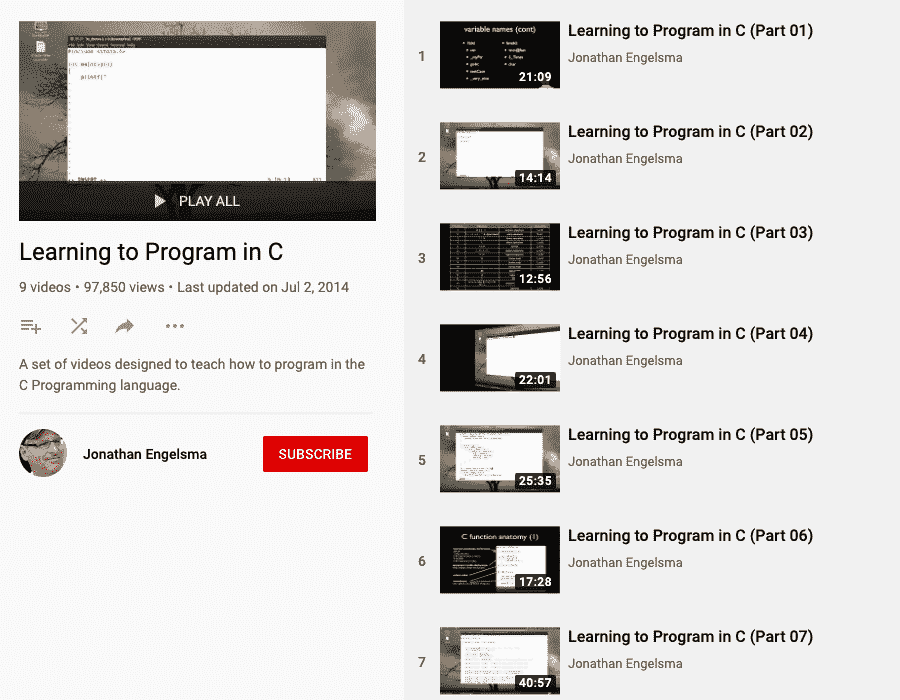 PLAY ALL
Learning to Program in C
9 videos • 97,850 views • Last updated on Jul 2, 2014
A set of videos designed to teach how to program in the
C Programming language.
Jonathan Engelsma
SUBSCRIBE
1
variable names (cont)
21:09
Learning to Program in C (Part 01)
Jonathan Engelsma
2
14:14
Learning to Program in C (Part 02)
Jonathan Engelsma
3
12:56
Learning to Program in C (Part 03)
Jonathan Engelsma
4
22:01
Learning to Program in C (Part 04)
Jonathan Engelsma
5
25:35
Learning to Program in C (Part 05)
Jonathan Engelsma
6
C function anatomy (1)
17:28
Learning to Program in C (Part 06)
Jonathan Engelsma
7
40:57
Learning to Program in C (Part 07)
Jonathan Engelsma